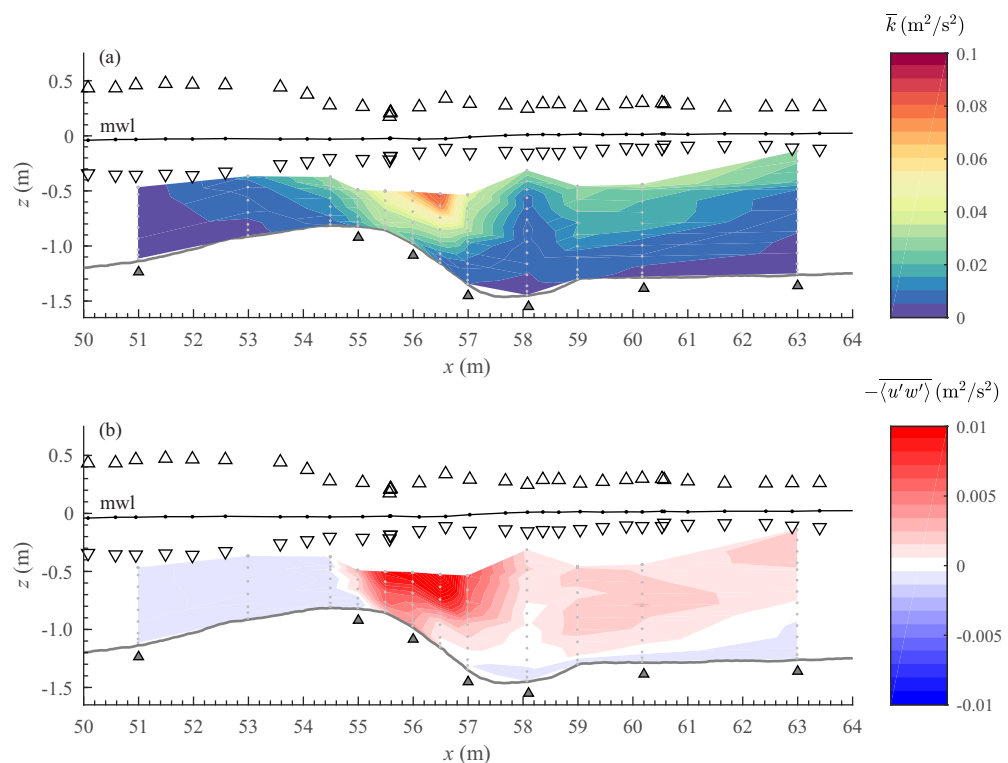 k̅ (m²/s²)
(a)
0.5
0
-0.5
-1.0
-1.5
z (m)
mwl
50 51 52 53 54 55 56 57 58 59 60 61 62 63 64
x (m)
0.1
0.08
0.06
0.04
0.02
0
−\overline{⟨u′w′⟩} (m²/s²)
(b)
0.5
0
-0.5
-1.0
-1.5
z (m)
mwl
50 51 52 53 54 55 56 57 58 59 60 61 62 63 64
x (m)
0.01
0.005
0
-0.005
-0.01